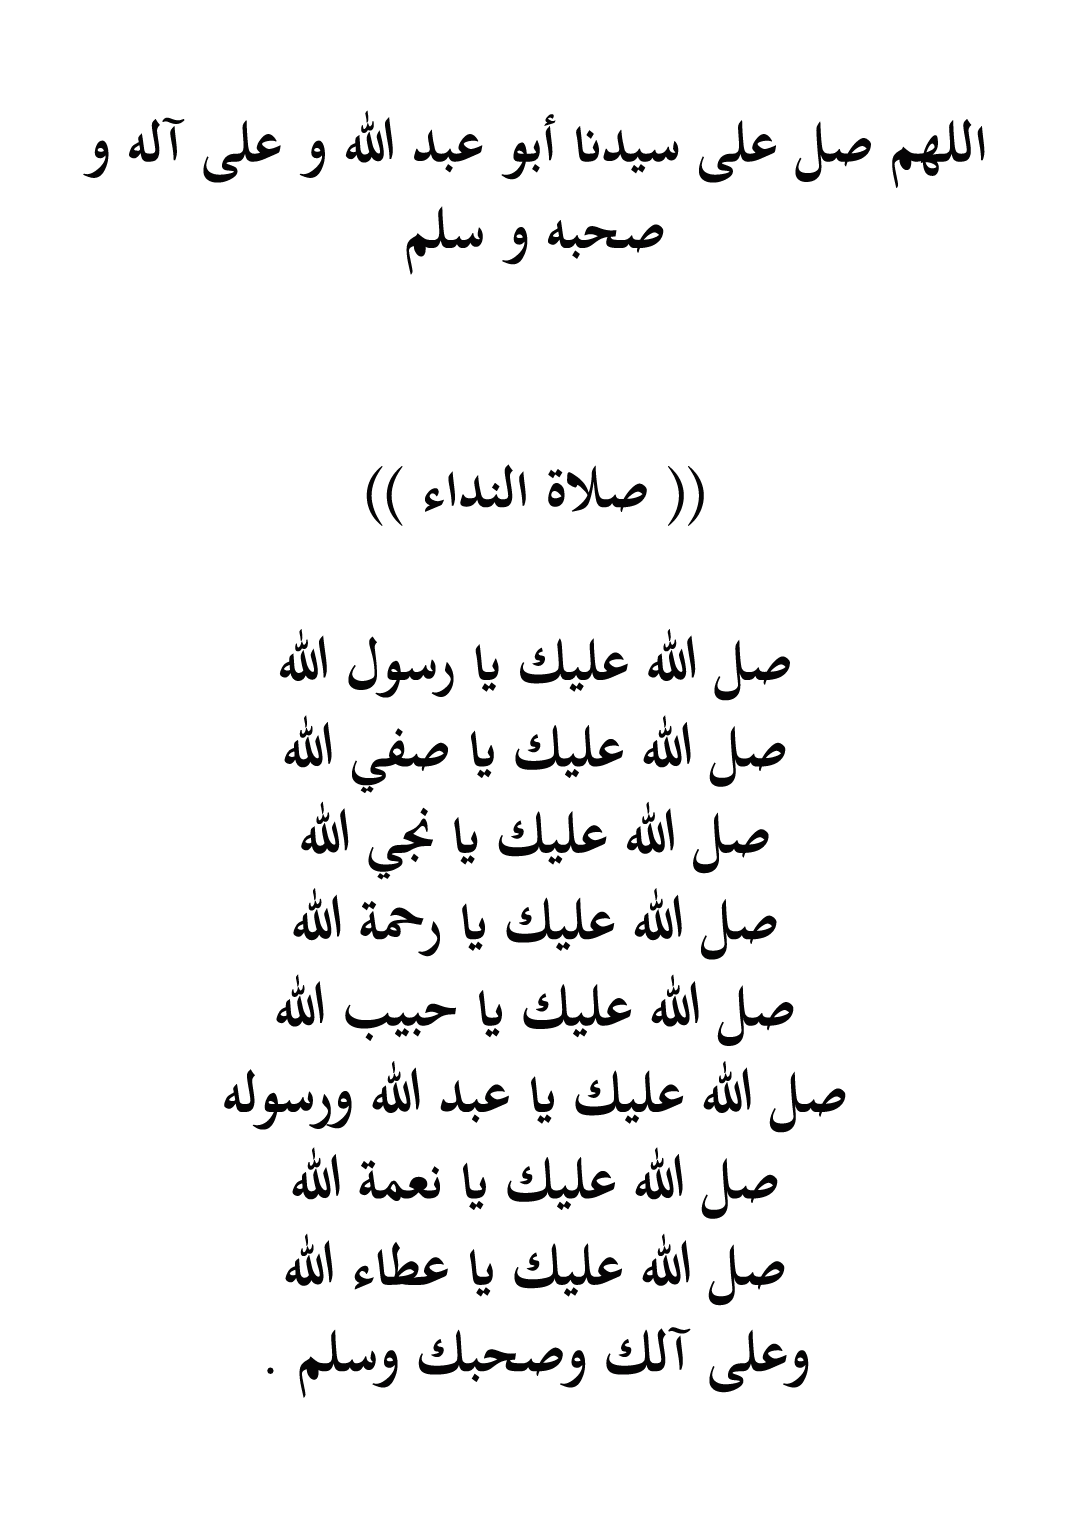 اللهم صل على سيدنا أبو عبد الله و على آله و
صحبه و سلم
(( صلاة النداء ))
صل الله عليك يا رسول الله
صل الله عليك يا صفي الله
صل الله عليك يا نجي الله
صل الله عليك يا رحمة الله
صل الله عليك يا حبيب الله
صل الله عليك يا عبد الله ورسوله
صل الله عليك يا نعمة الله
صل الله عليك يا عطاء الله
وعلى آلك وصحبك وسلم .